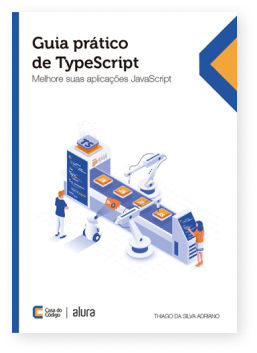 Guia prático
de TypeScript
Melhore suas aplicações JavaScript
TS
Casa do
Código
alura
THIAGO DA SILVA ADRIANO